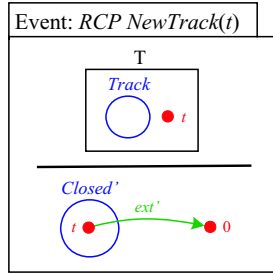 Event: RCP NewTrack(t)
T
Track
t
Closed’
t ext’ 0